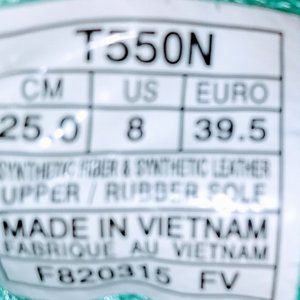 T550N
CM US EURO
25.0 8 39.5
SYNTHETIC FIBER & SYNTHETIC LEATHER
UPPER / RUBBER SOLE
MADE IN VIETNAM
FABRIQUE AU VIETNAM
F820315 FV